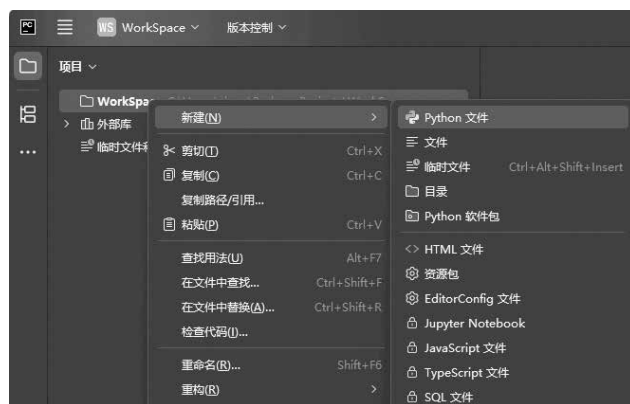 PC
WS WorkSpace 版本控制
项目
WorkSpa
外部库
临时文件和
新建(N)
剪切(T) Ctrl+X
复制(C) Ctrl+C
复制路径/引用...
粘贴(P) Ctrl+V
查找用法(U) Alt+F7
在文件中查找... Ctrl+Shift+F
在文件中替换(A)... Ctrl+Shift+R
检查代码(I)...
重命名(R)... Shift+F6
重构(R)
Python 文件
文件
临时文件 Ctrl+Alt+Shift+Insert
目录
Python 软件包
HTML 文件
资源包
EditorConfig 文件
Jupyter Notebook
JavaScript 文件
TypeScript 文件
SQL 文件